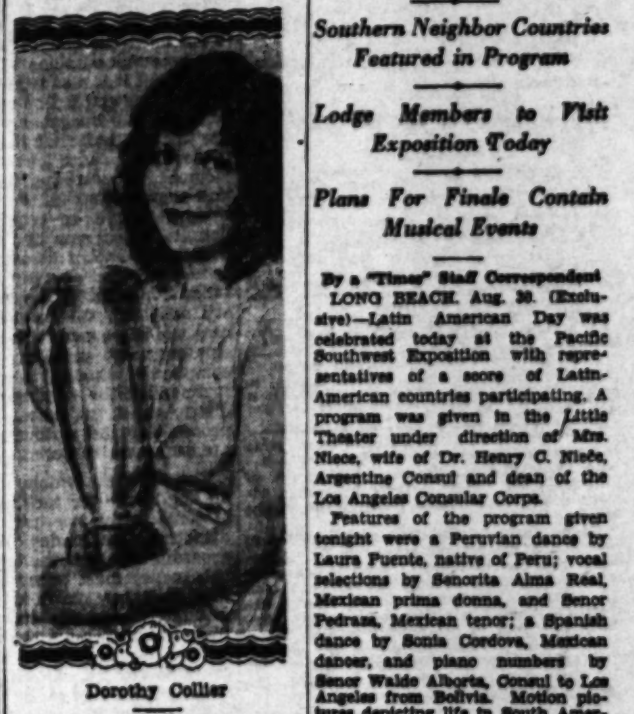 Dorothy Collier
Southern Neighbor Countries
Featured in Program
Lodge Members to Visit
Exposition Today
Plans For Finale Contain
Musical Events
By a "Times" Staff Correspondent
LONG BEACH, Aug. 30. (Exclu-
sive)—Latin American Day was
celebrated today at the Pacific
Southwest Exposition with repre-
sentatives of a score of Latin-
American countries participating. A
program was given in the Little
Theater under direction of Mrs.
Niece, wife of Dr. Henry C. Niece,
Argentine Consul and dean of the
Los Angeles Consular Corps.
Features of the program given
tonight were a Peruvian dance by
Laura Puente, native of Peru; vocal
selections by Senorita Alma Real,
Mexican prima donna, and Senor
Pedraza, Mexican tenor; a Spanish
dance by Sonia Cordova, Mexican
dancer, and piano numbers by
Senor Waldo Alborta, Consul to Los
Angeles from Bolivia. Motion pic-
tures depicting life in South Amer-